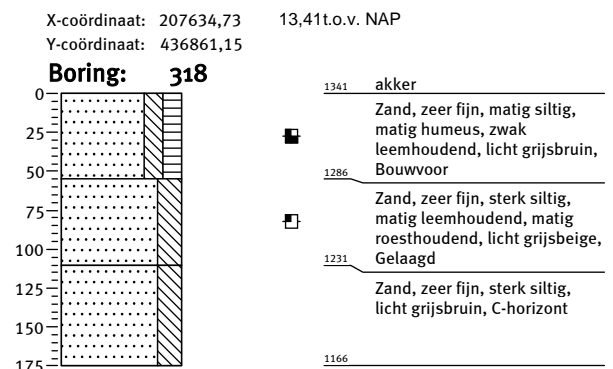 X-coördinaat: 207634,73 13,41t.o.v. NAP
Y-coördinaat: 436861,15
Boring: 318
0
25
50
75
100
125
150
175
1341 akker
Zand, zeer fijn, matig siltig,
matig humeus, zwak
leemhoudend, licht grijsbruin,
1286 Bouwvoor
Zand, zeer fijn, sterk siltig,
matig leemhoudend, matig
roesthoudend, licht grijsbeige,
1231 Gelaagd
Zand, zeer fijn, sterk siltig,
licht grijsbruin, C-horizont
1166